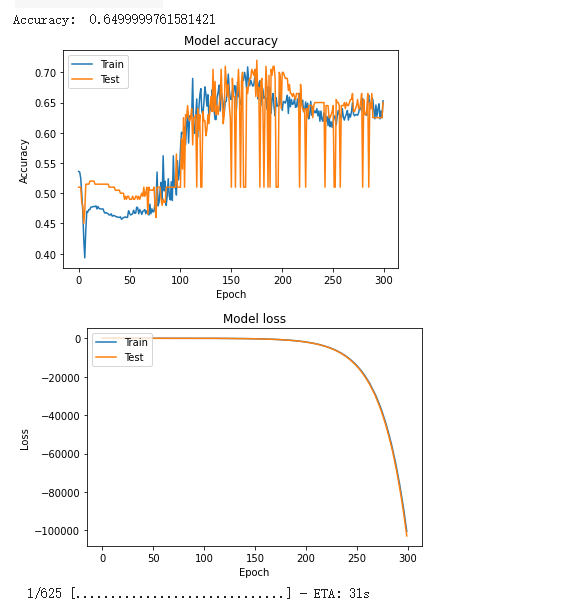 Accuracy:  0.6499999761581421
Model accuracy
Train
Test
0.70
0.65
0.60
0.55
0.50
0.45
0.40
Accuracy
0 50 100 150 200 250 300
Epoch
Model loss
Train
Test
0
−20000
−40000
−60000
−80000
−100000
Loss
0 50 100 150 200 250 300
Epoch
1/625 [..............................] - ETA: 31s